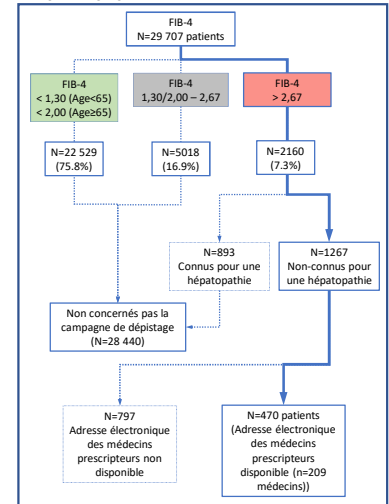 FIB-4
N=29 707 patients
FIB-4
< 1,30 (Age<65)
< 2,00 (Age≥65)
FIB-4
1,30/2,00 – 2,67
FIB-4
> 2,67
N=22 529
(75.8%)
N=5018
(16.9%)
N=2160
(7.3%)
N=893
Connus pour une
hépatopathie
N=1267
Non-connus pour
une hépatopathie
Non concernés pas la
campagne de dépistage
(N=28 440)
N=797
Adresse électronique
des médecins
prescripteurs non
disponible
N=470 patients
(Adresse électronique
des médecins
prescripteurs
disponible (n=209
médecins))